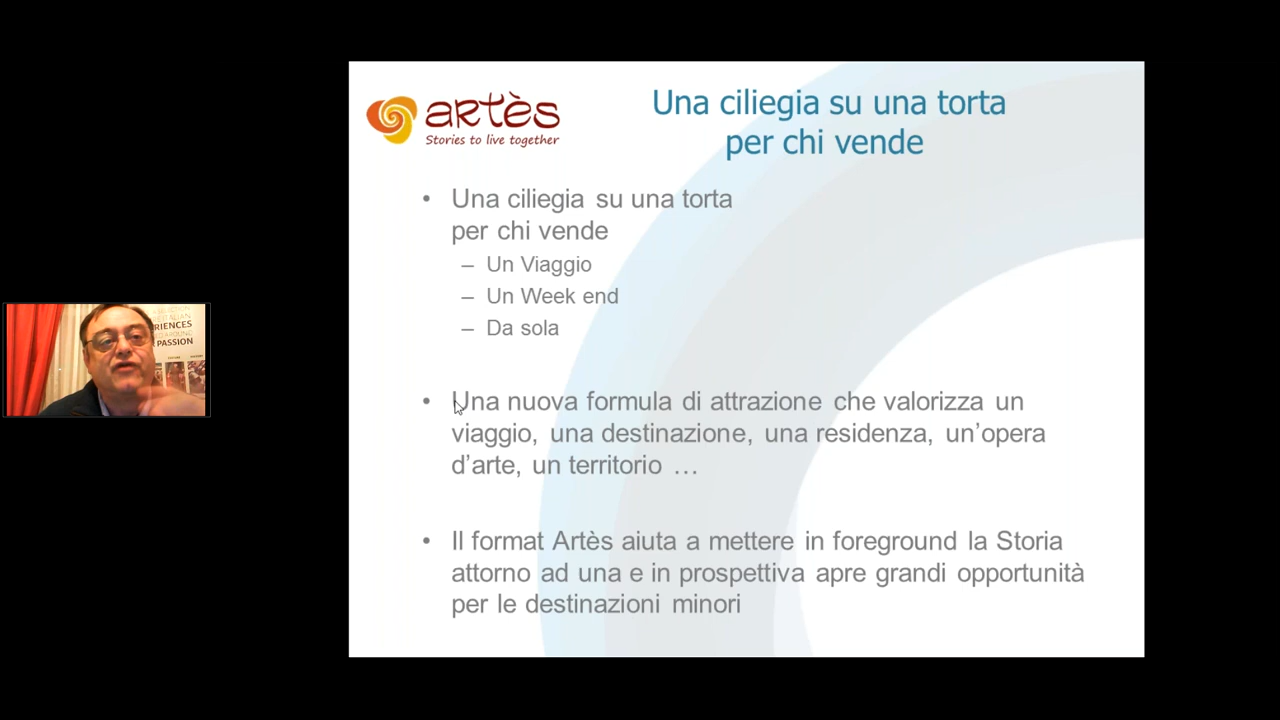 artès
Stories to live together
Una ciliegia su una torta
per chi vende
• Una ciliegia su una torta
per chi vende
– Un Viaggio
– Un Week end
– Da sola
• Una nuova formula di attrazione che valorizza un
viaggio, una destinazione, una residenza, un’opera
d’arte, un territorio …
• Il format Artès aiuta a mettere in foreground la Storia
attorno ad una e in prospettiva apre grandi opportunità
per le destinazioni minori
RIENCES
PASSION